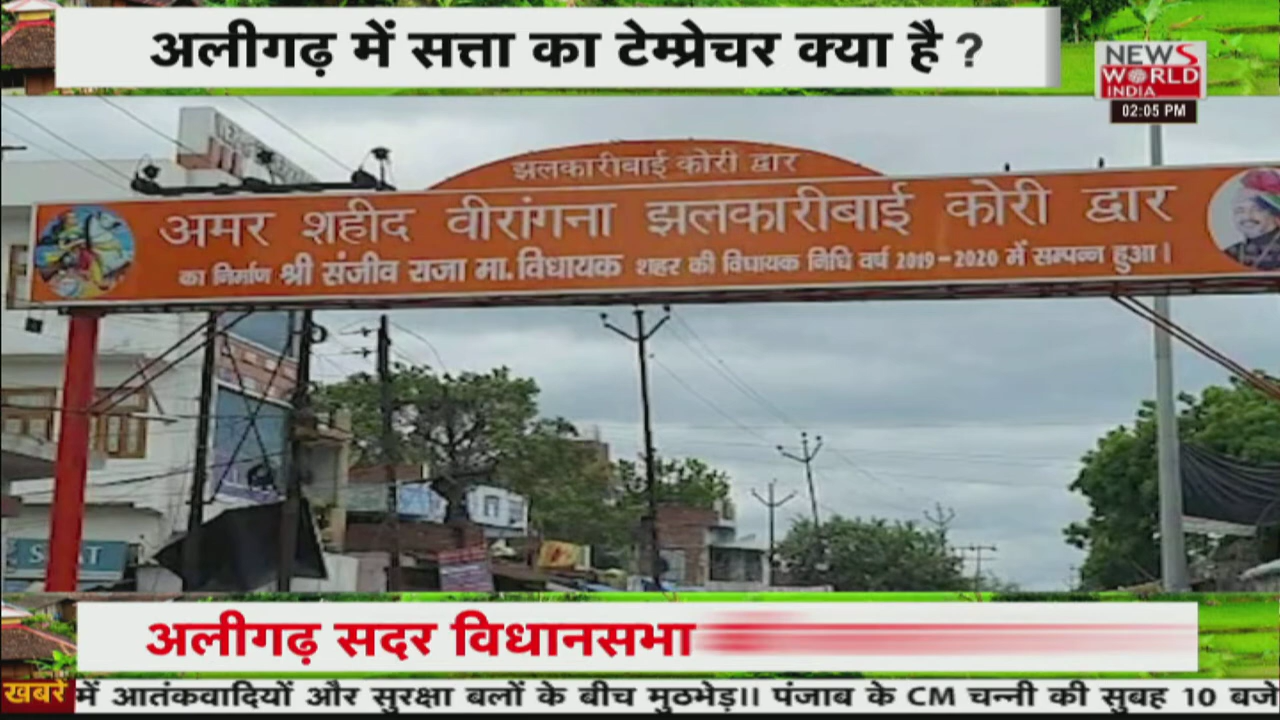 अलीगढ़ में सत्ता का टेम्प्रेचर क्या है ?
NEWS
WORLD
INDIA
02:05 PM
झलकारीबाई कोरी द्वार
अमर शहीद वीरांगना झलकारीबाई कोरी द्वार
का निर्माण श्री संजीव राजा मा. विधायक शहर की विधायक निधि वर्ष 2019-2020 में सम्पन्न हुआ।
अलीगढ़ सदर विधानसभा
खबरें में आतंकवादियों और सुरक्षा बलों के बीच मुठभेड़॥ पंजाब के CM चन्नी की सुबह 10 बजे